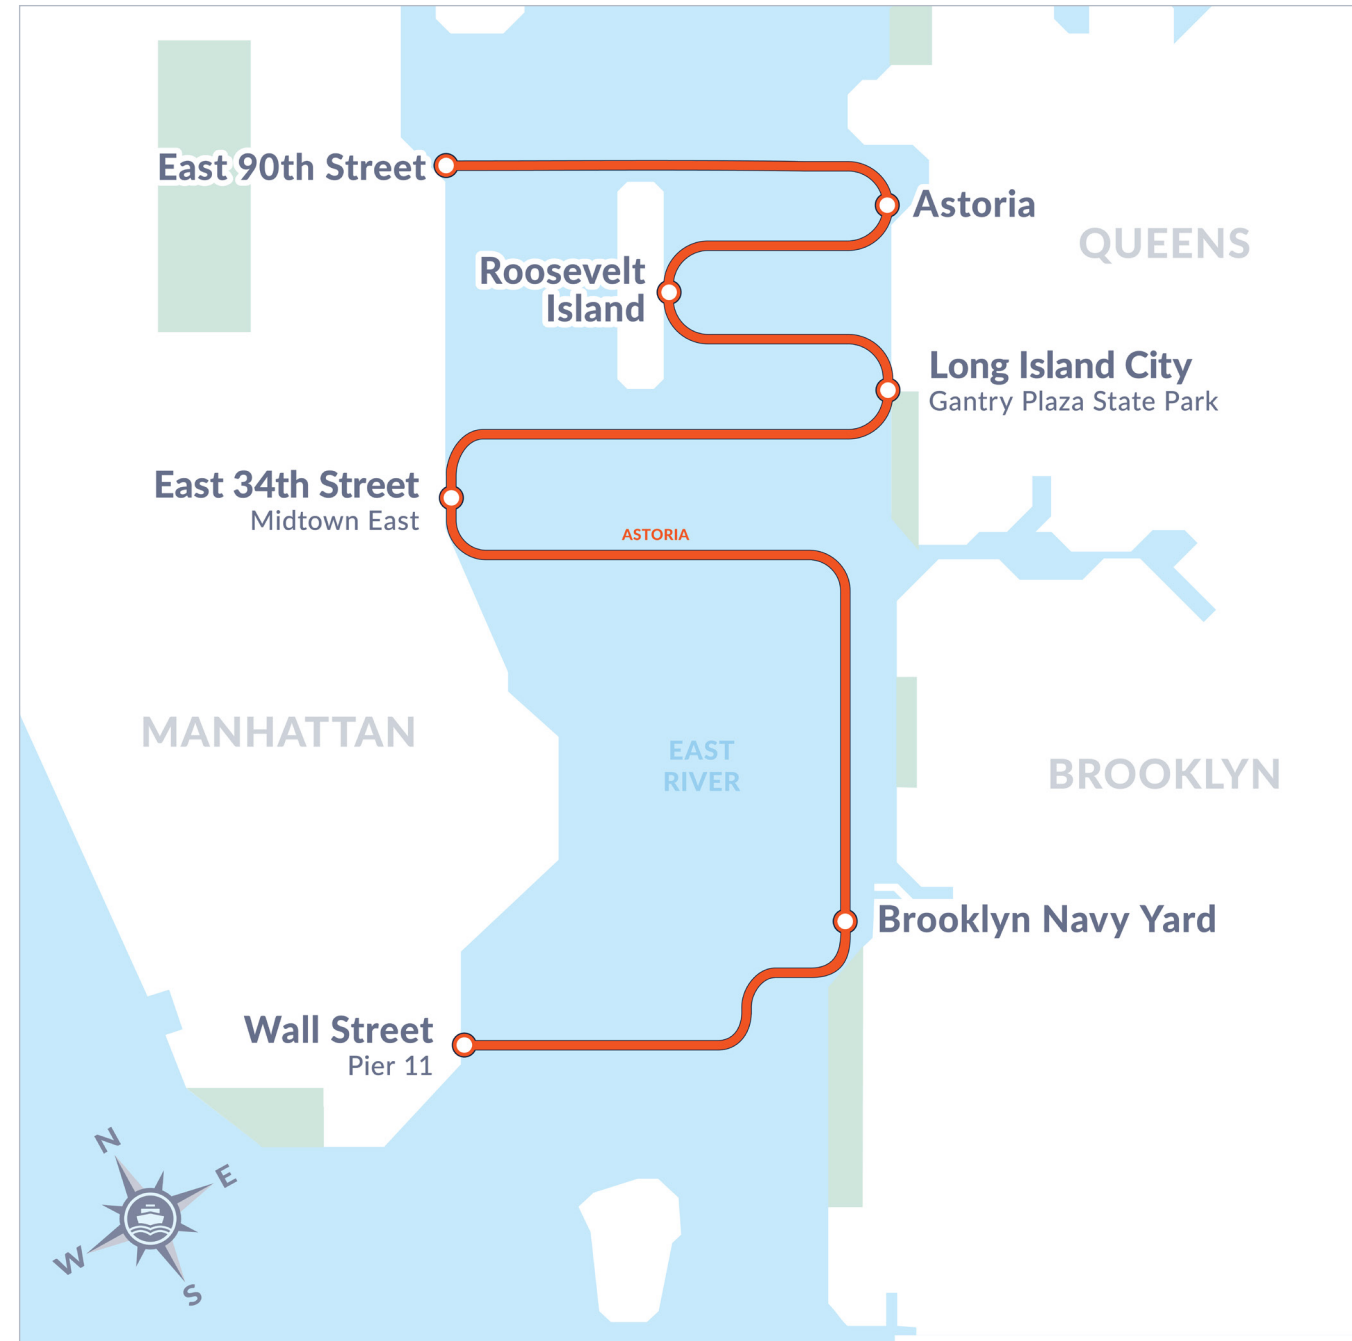 East 90th Street
Astoria
QUEENS
Roosevelt
Island
Long Island City
Gantry Plaza State Park
East 34th Street
Midtown East
ASTORIA
MANHATTAN
EAST
RIVER
BROOKLYN
Brooklyn Navy Yard
Wall Street
Pier 11
N
E
W
S